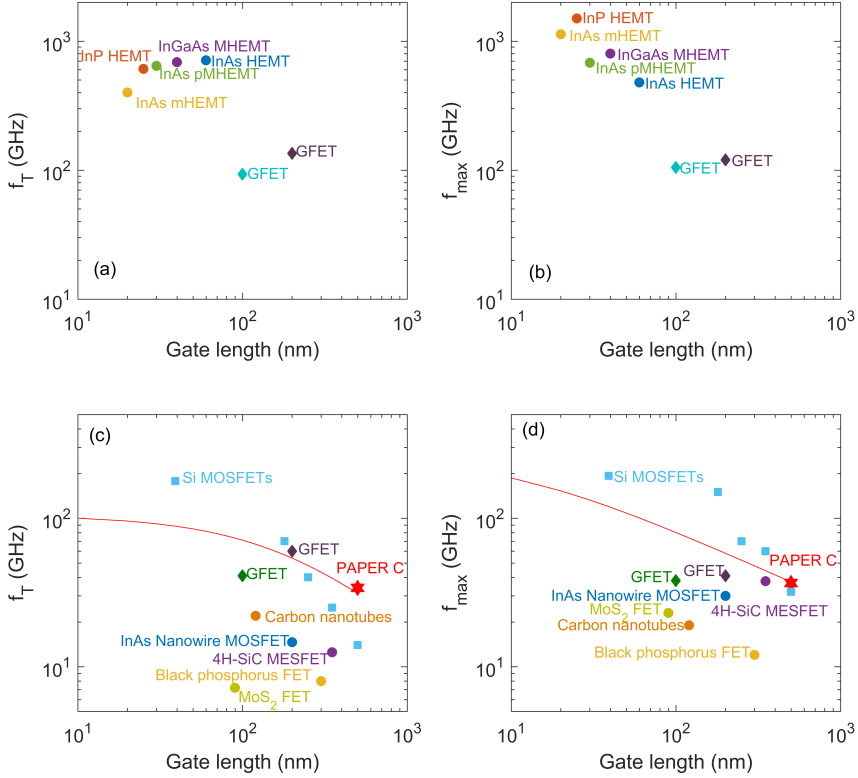 10^3
InGaAs MHEMT
InP HEMT
InAs HEMT
InAs pMHEMT
InAs mHEMT
f_T (GHz)
10^2
GFET
GFET
(a)
10^1
10^1
10^2
10^3
Gate length (nm)
10^3
InP HEMT
InAs mHEMT
InGaAs MHEMT
InAs pMHEMT
InAs HEMT
f_max (GHz)
10^2
GFET
GFET
(b)
10^1
10^1
10^2
10^3
Gate length (nm)
(c)
Si MOSFETs
f_T (GHz)
10^2
GFET
GFET
PAPER C
Carbon nanotubes
InAs Nanowire MOSFET
4H-SiC MESFET
Black phosphorus FET
MoS_2 FET
10^1
10^1
10^2
10^3
Gate length (nm)
(d)
Si MOSFETs
f_max (GHz)
10^2
PAPER C
GFET
GFET
InAs Nanowire MOSFET
MoS_2 FET
4H-SiC MESFET
Carbon nanotubes
Black phosphorus FET
10^1
10^1
10^2
10^3
Gate length (nm)